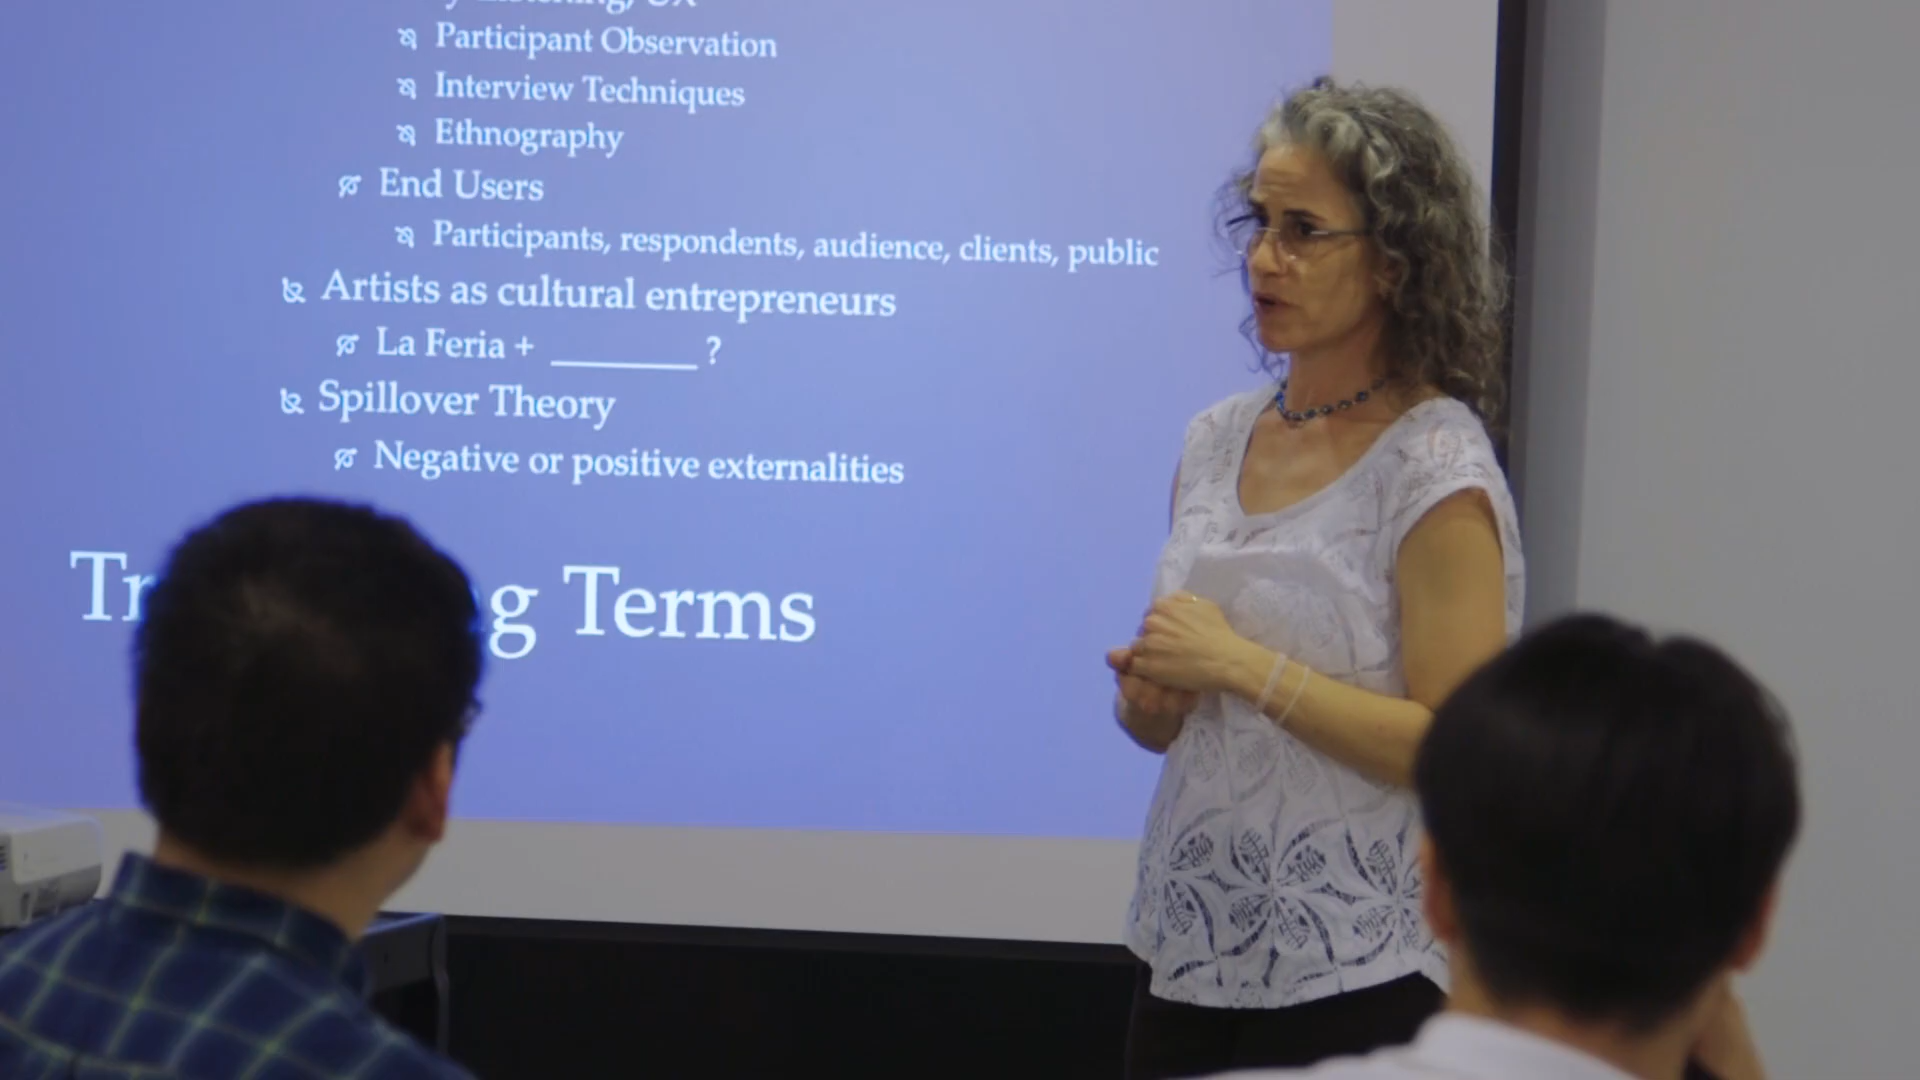 Participant Observation
Interview Techniques
Ethnography
End Users
Participants, respondents, audience, clients, public
Artists as cultural entrepreneurs
La Feria + ________ ?
Spillover Theory
Negative or positive externalities
Terms